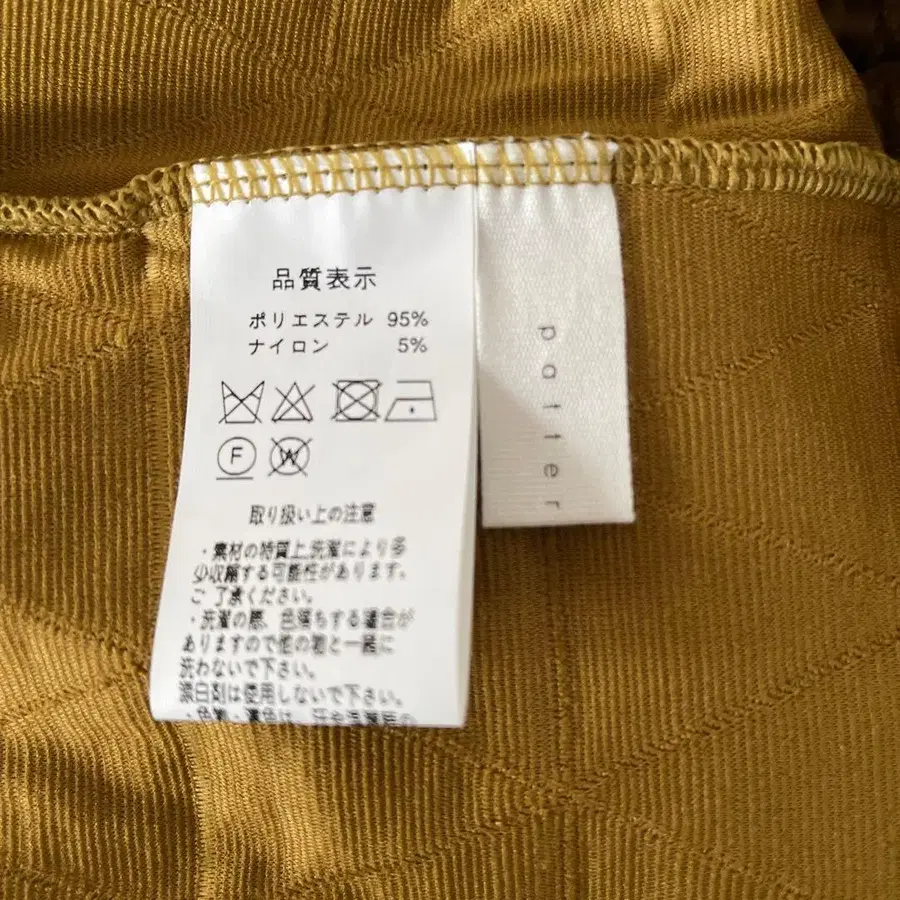 品質表示
ポリエステル 95%
ナイロン 5%
F
W
取り扱い上の注意
・素材の特質上,洗濯により多
少収縮する可能性があります。
ご了承ください。
・洗濯の際、色落ちする場合が
ありますので他の物と一緒に
洗わないで下さい。
漂白剤は使用しないで下さい。
potter